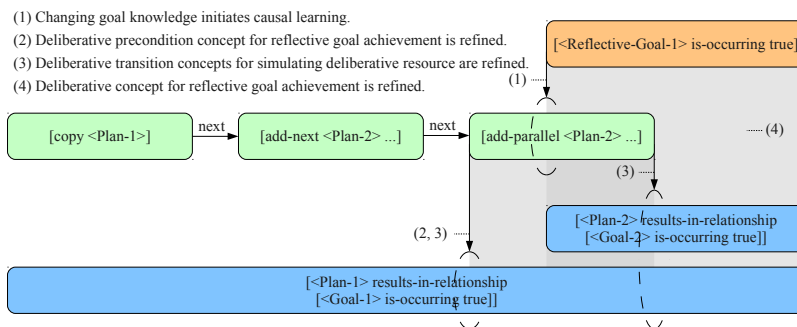 (1) Changing goal knowledge initiates causal learning.
(2) Deliberative precondition concept for reflective goal achievement is refined.
(3) Deliberative transition concepts for simulating deliberative resource are refined.
(4) Deliberative concept for reflective goal achievement is refined.
[<Reflective-Goal-1> is-occurring true]
(1)
[copy <Plan-1>]
next
[add-next <Plan-2> ...]
next
[add-parallel <Plan-2> ...]
(4)
(3)
[<Plan-2> results-in-relationship
[<Goal-2> is-occurring true]]
(2, 3)
[<Plan-1> results-in-relationship
[<Goal-1> is-occurring true]]